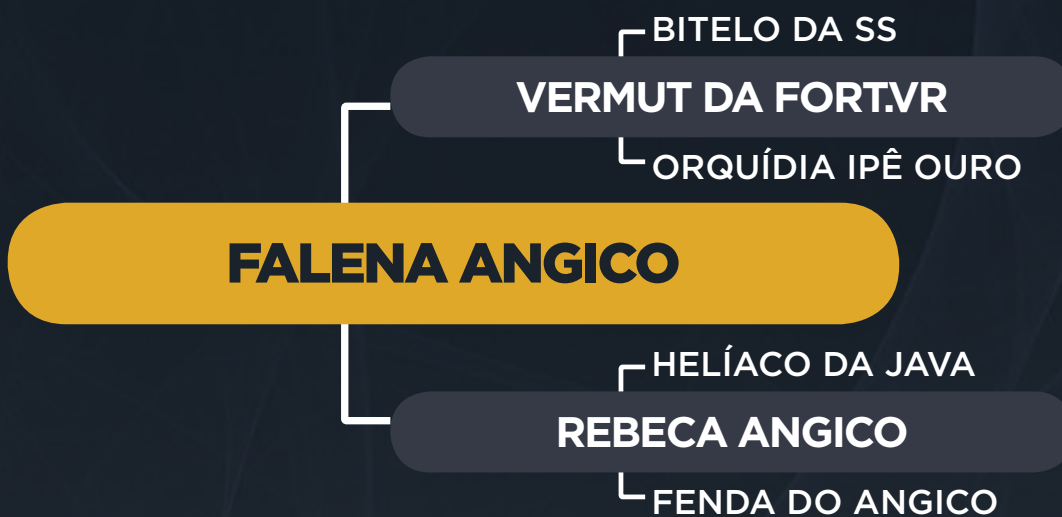 BITELO DA SS
VERMUT DA FORT.VR
ORQUÍDIA IPÊ OURO
FALENA ANGICO
HELÍACO DA JAVA
REBECA ANGICO
FENDA DO ANGICO